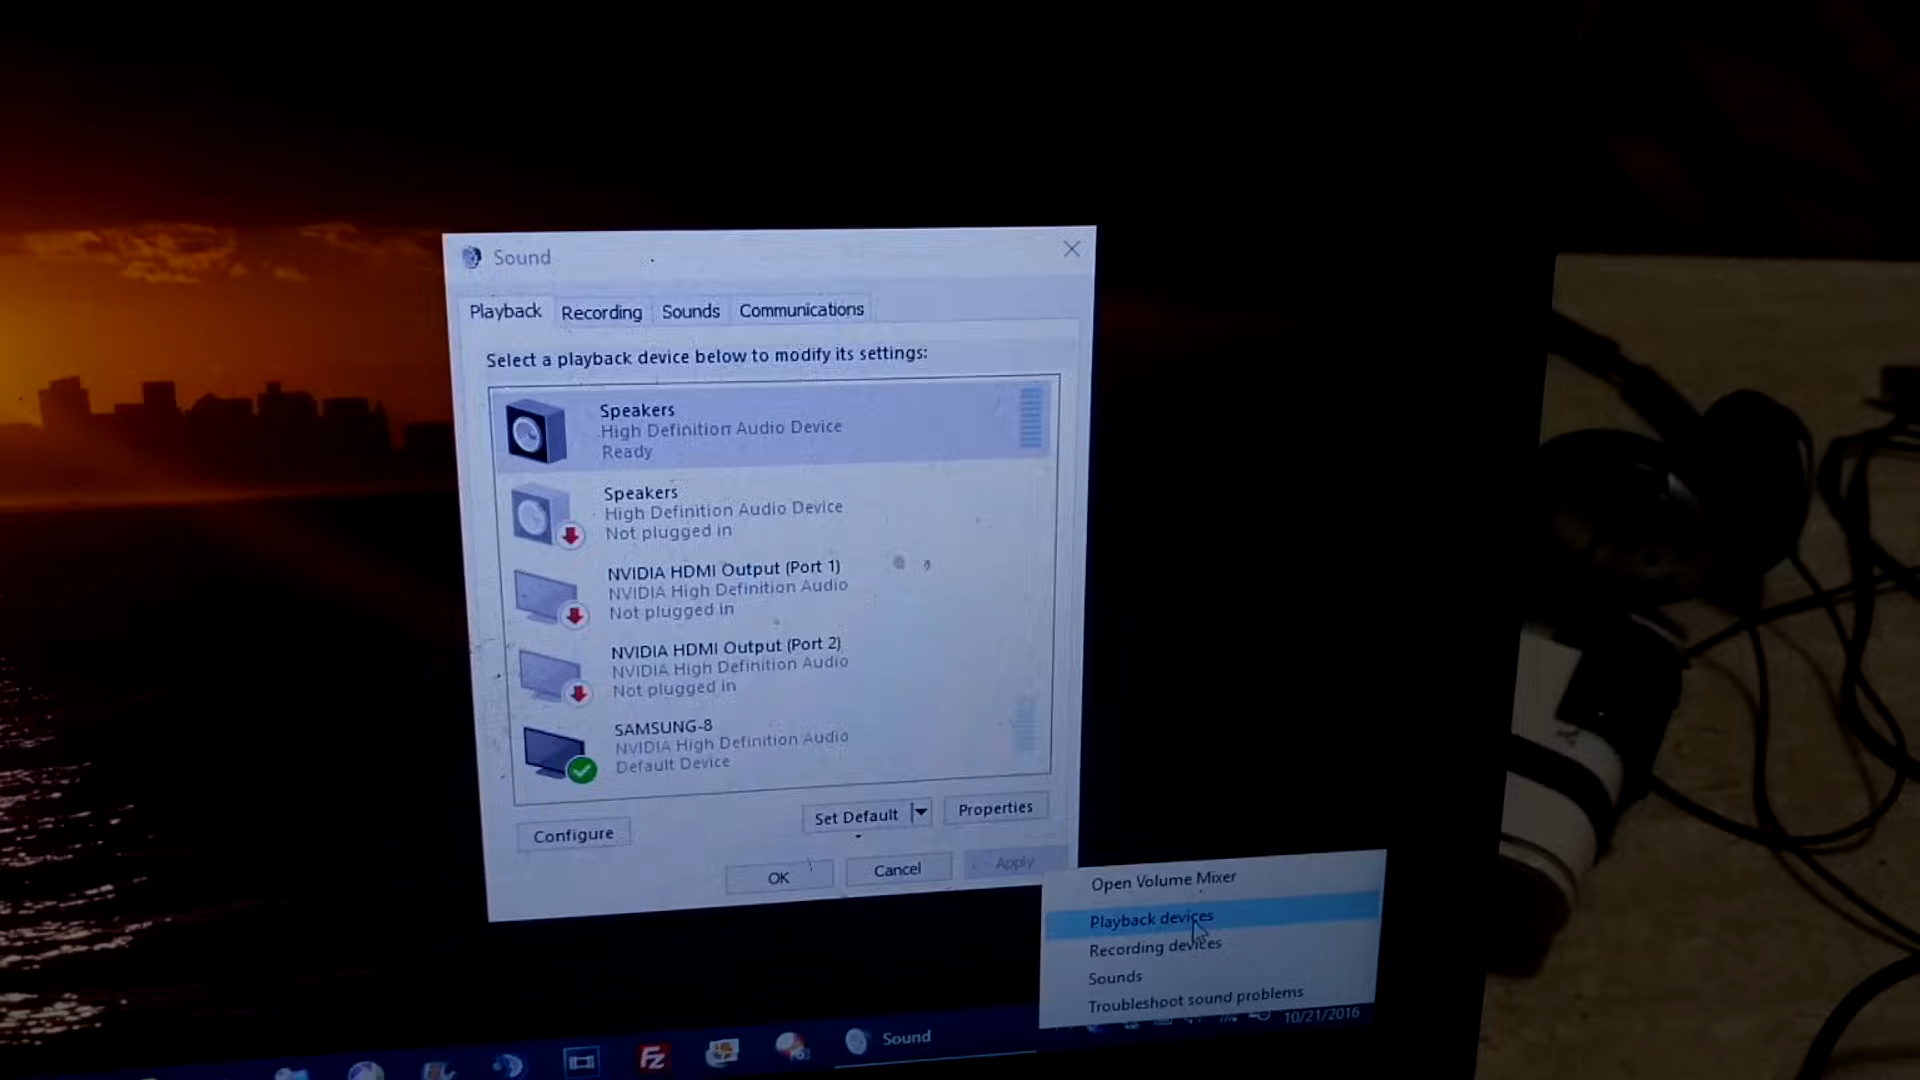 Sound
Playback
Recording
Sounds
Communications
Select a playback device below to modify its settings:
Speakers
High Definition Audio Device
Ready
Speakers
High Definition Audio Device
Not plugged in
NVIDIA HDMI Output (Port 1)
NVIDIA High Definition Audio
Not plugged in
NVIDIA HDMI Output (Port 2)
NVIDIA High Definition Audio
Not plugged in
SAMSUNG-8
NVIDIA High Definition Audio
Default Device
Configure
Set Default
Properties
OK
Cancel
Apply
Open Volume Mixer
Playback devices
Recording devices
Sounds
Troubleshoot sound problems
10/21/2016
Fz
Sound